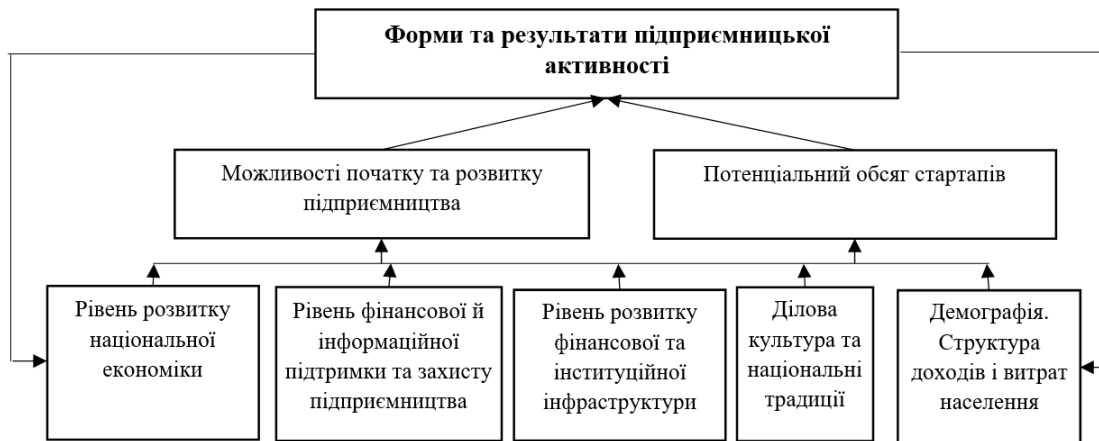 Форми та результати підприємницької
активності
Можливості початку та розвитку
підприємництва
Потенціальний обсяг стартапів
Рівень розвитку
національної
економіки
Рівень фінансової й
інформаційної
підтримки та захисту
підприємництва
Рівень розвитку
фінансової та
інституційної
інфраструктури
Ділова
культура та
національні
традиції
Демографія.
Структура
доходів і витрат
населення